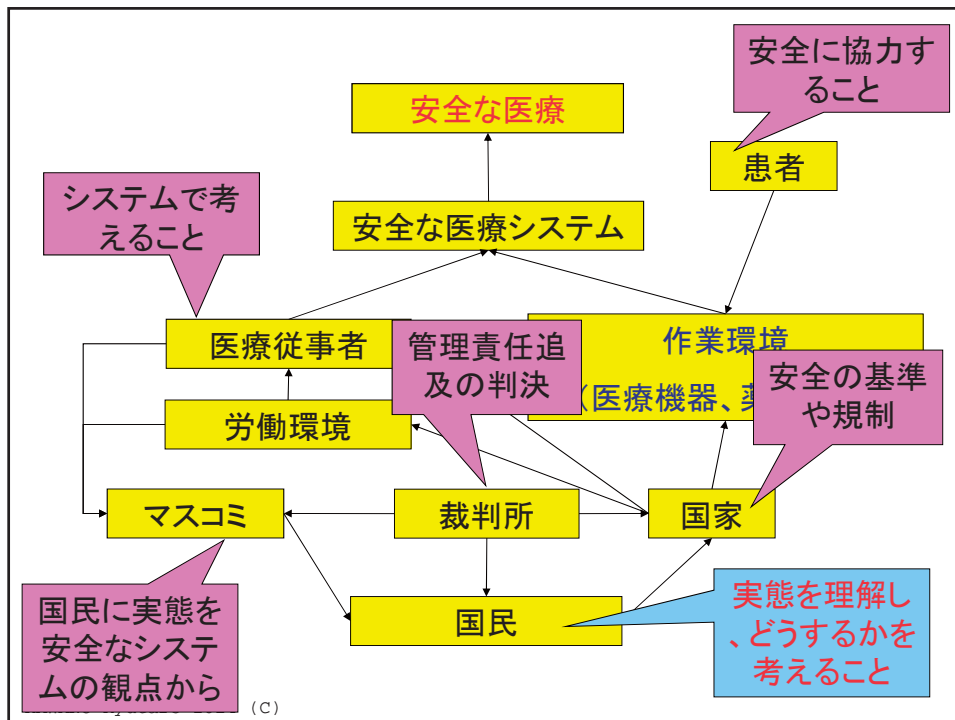 安全に協力す
ること
安全な医療
患者
システムで考
えること
安全な医療システム
医療従事者
管理責任追
及の判決
作業環境
(医療機器、
安全の基準
や規制
労働環境
マスコミ
裁判所
国家
国民に実態を
安全なシステ
ムの観点から
国民
実態を理解し
、どうするかを
考えること
(C)